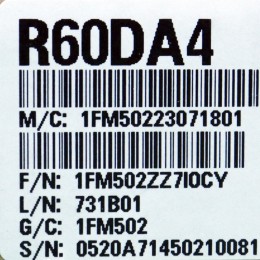 R60DA4
M/C: 1FM50223071801
F/N: 1FM502ZZ7I0CY
L/N: 731B01
G/C: 1FM502
S/N: 0520A71450210081